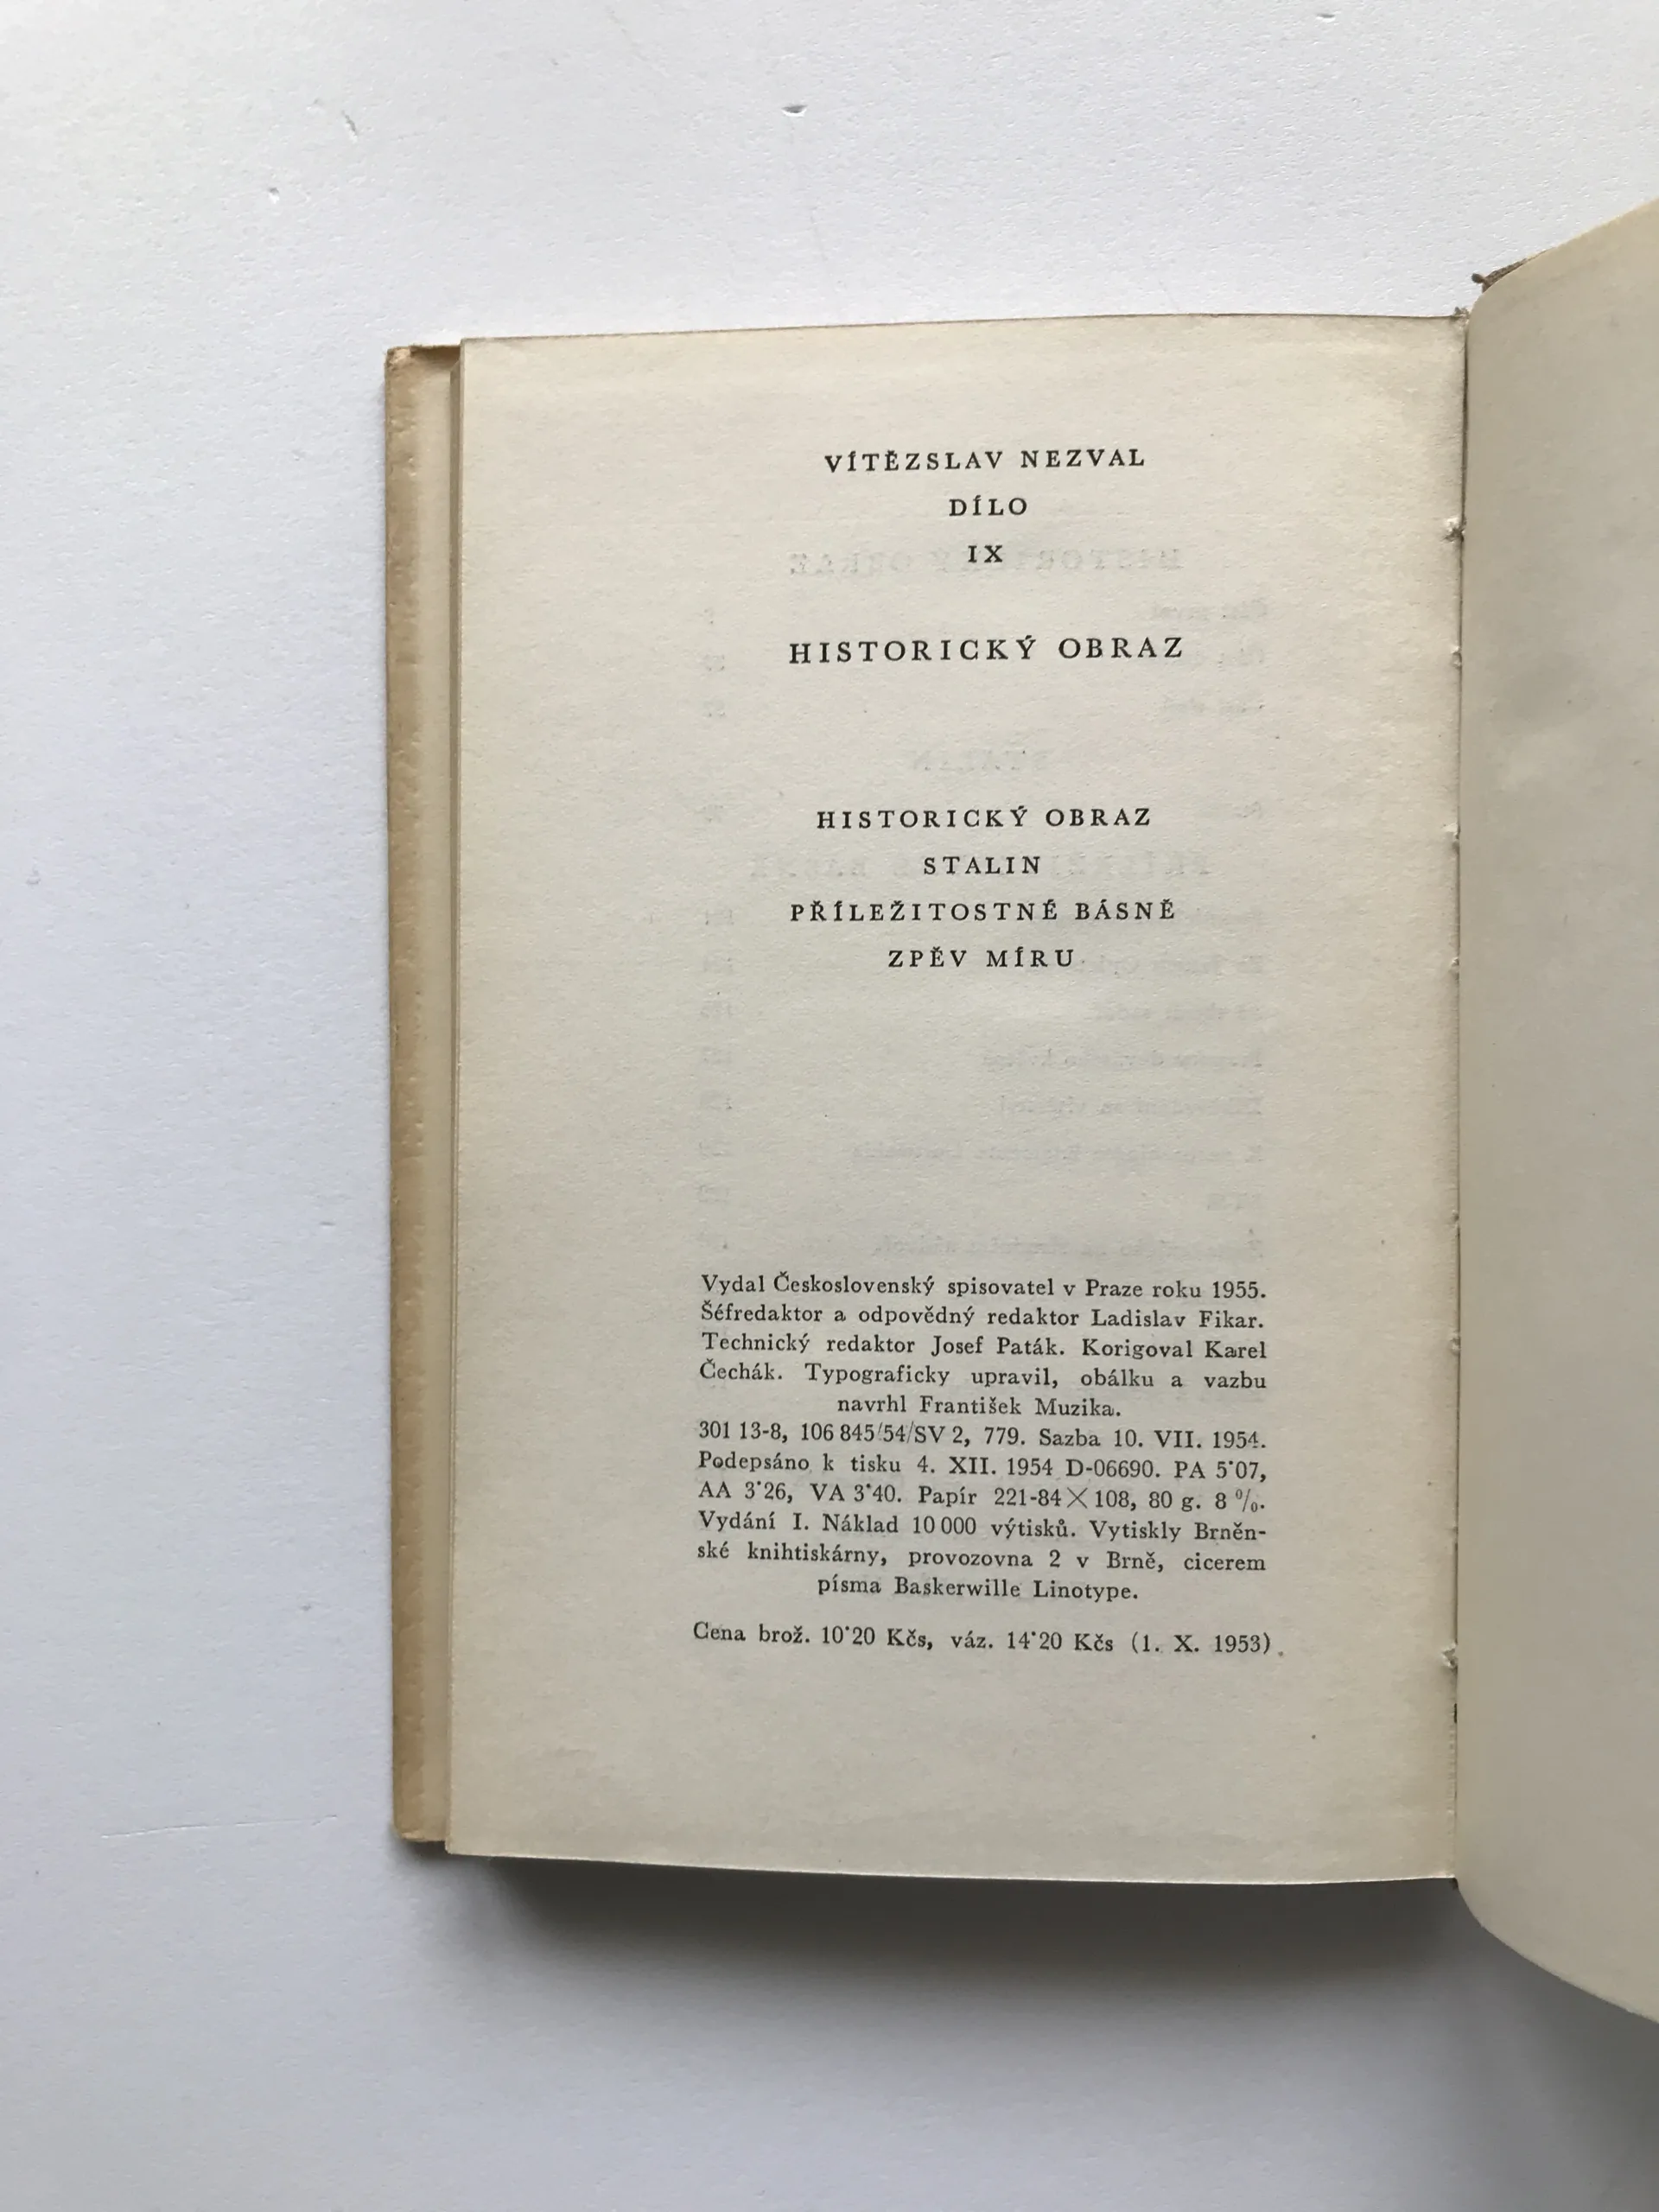 VÍTĚZSLAV NEZVAL
DÍLO
IX
HISTORICKÝ OBRAZ
HISTORICKÝ OBRAZ
STALIN
PŘÍLEŽITOSTNÉ BÁSNĚ
ZPĚV MÍRU
Vydal Československý spisovatel v Praze roku 1955.
Šéfredaktor a odpovědný redaktor Ladislav Fikar.
Technický redaktor Josef Paták. Korigoval Karel
Čechák. Typograficky upravil, obálku a vazbu
navrhl František Muzika.
301 13-8, 106 845/54/SV 2, 779. Sazba 10. VII. 1954.
Podepsáno k tisku 4. XII. 1954 D-06690. PA 5·07,
AA 3·26, VA 3·40. Papír 221-84×108, 80 g. 8 %.
Vydání I. Náklad 10 000 výtisků. Vytiskly Brněn-
ské knihtiskárny, provozovna 2 v Brně, cicerem
písma Baskerwille Linotype.
Cena brož. 10·20 Kčs, váz. 14·20 Kčs (1. X. 1953).